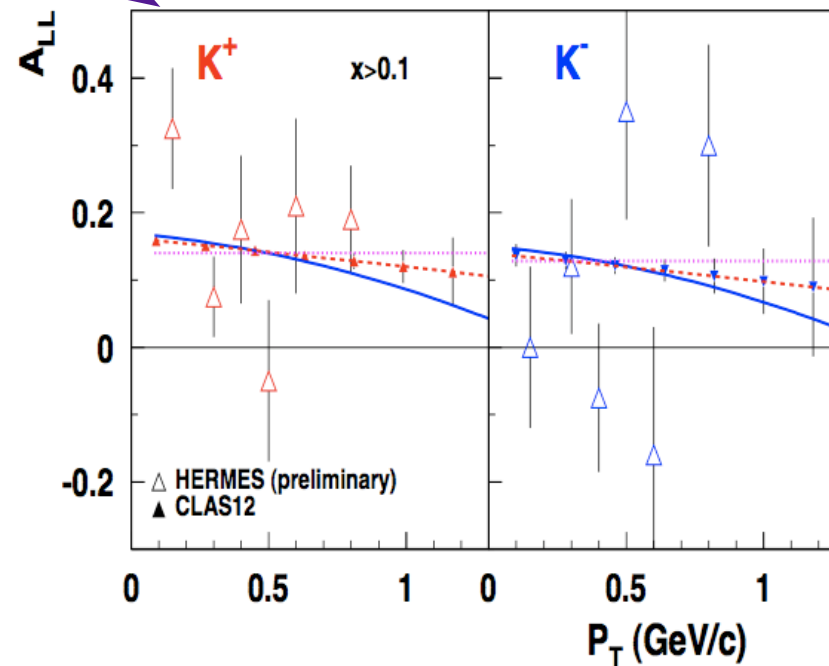 A_LL
K+
x>0.1
K-
0.4
0.2
0
-0.2
△ HERMES (preliminary)
▲ CLAS12
0 0.5 1 0 0.5 1
P_T (GeV/c)